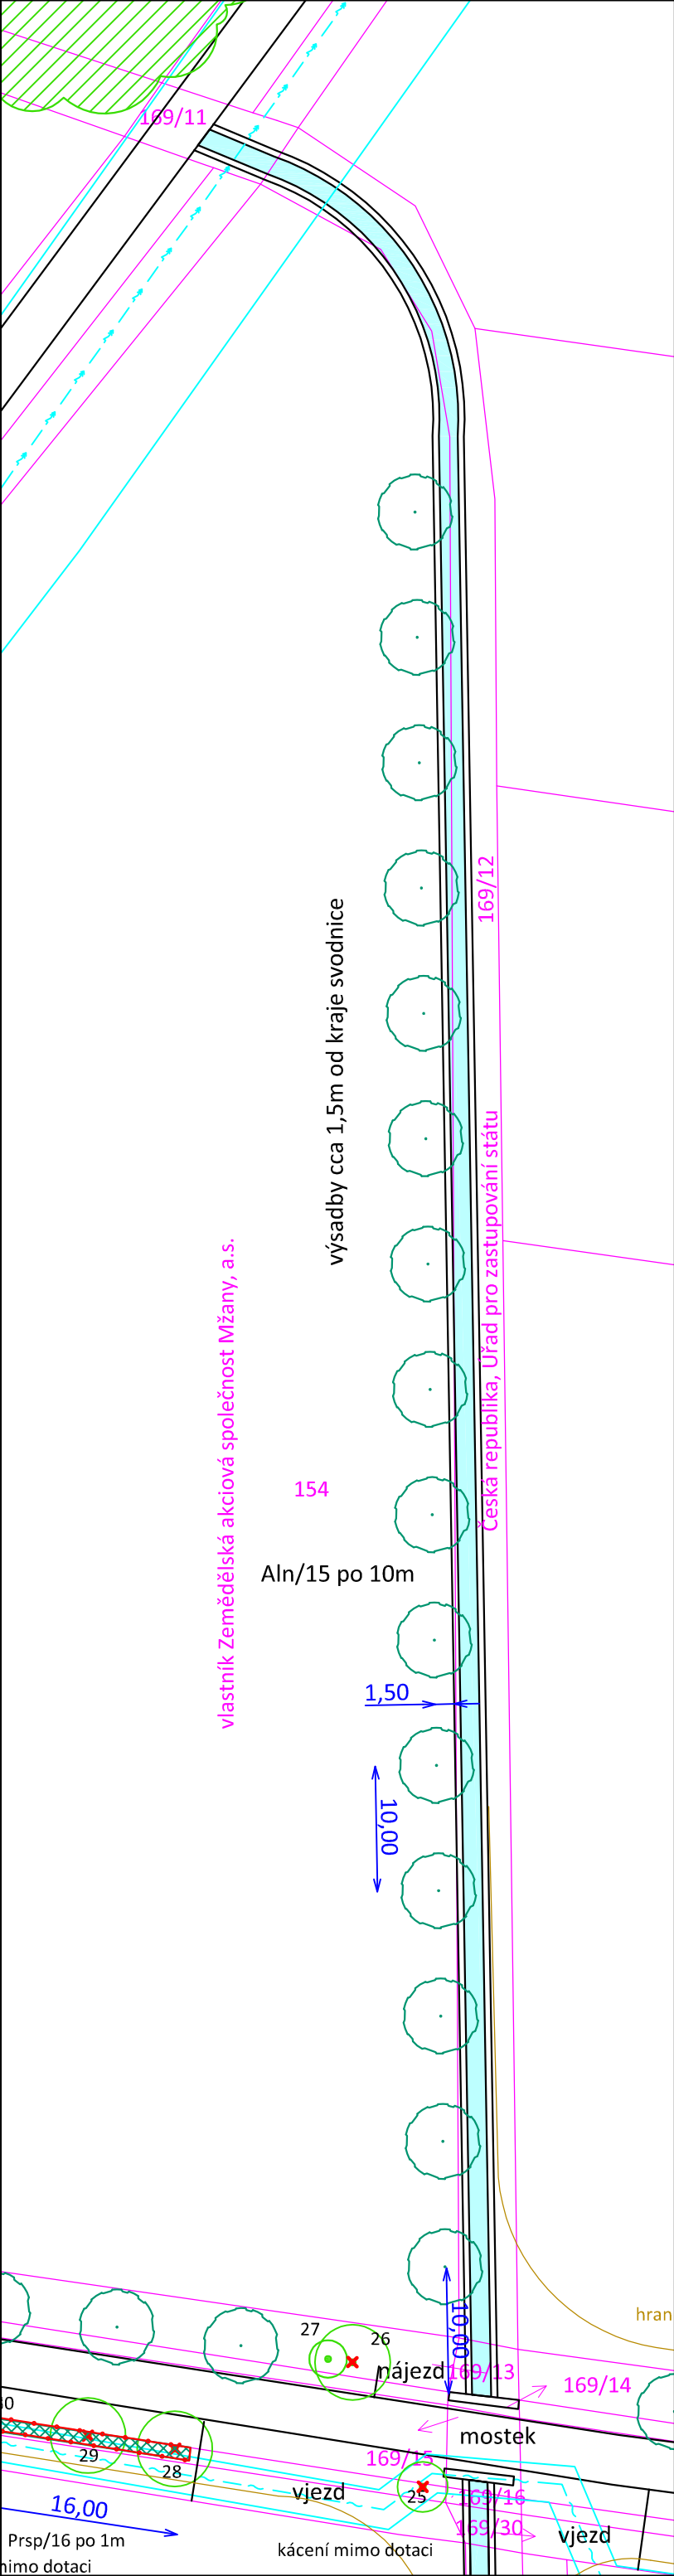 169/11
169/12
výsadby cca 1,5m od kraje svodnice
Česká republika, Úřad pro zastupování státu
vlastník Zemědělská akciová společnost Mžany, a.s.
154
Aln/15 po 10m
1,50
10,00
10,00
27
26
nájezd
169/13
169/14
mostek
169/15
29
28
vjezd
25
169/16
169/30
vjezd
16,00
Prsp/16 po 1m
kácení mimo dotaci
mimo dotaci